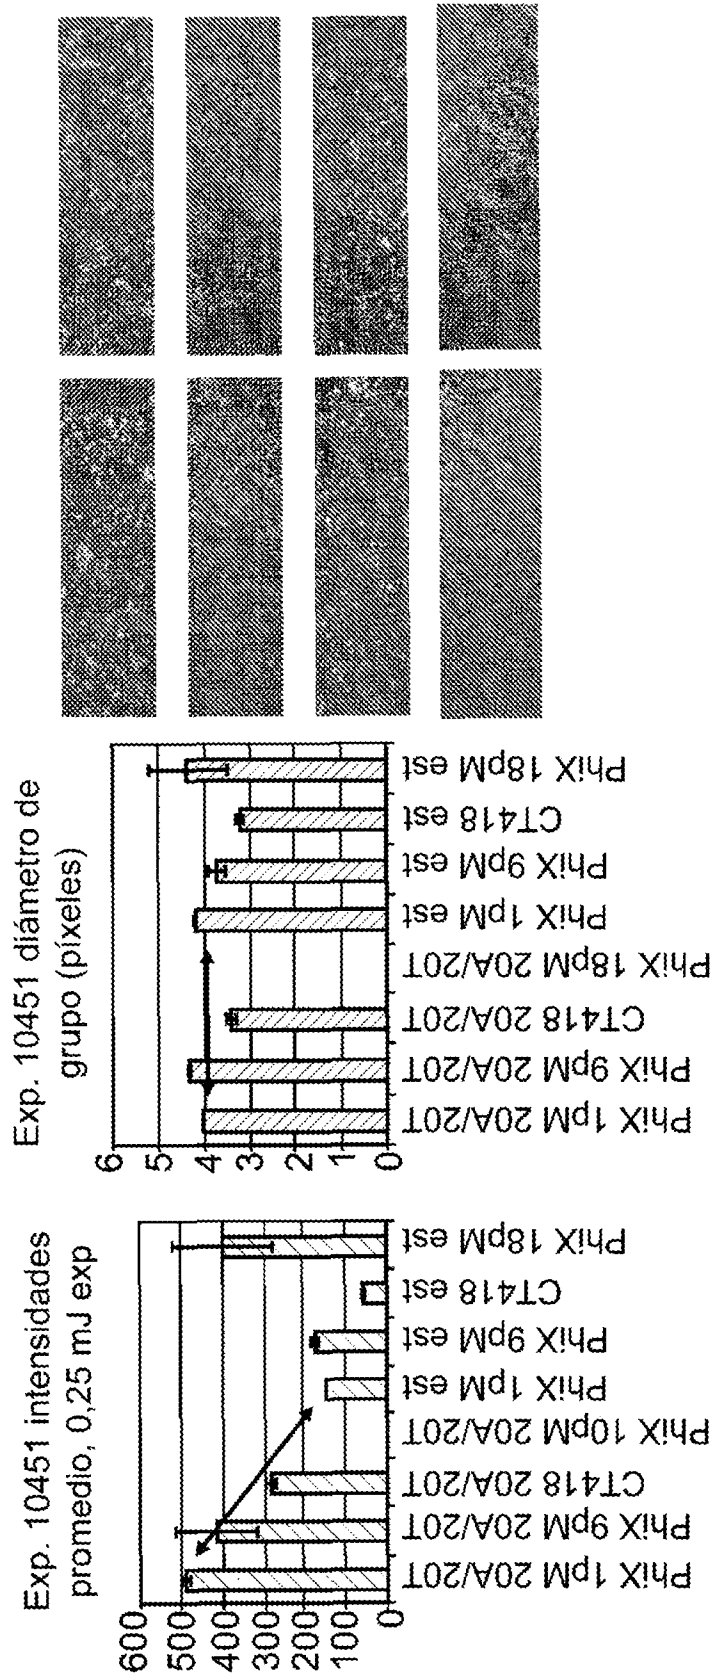 Exp. 10451 intensidades
promedio, 0,25 mJ exp
600
500
400
300
200
100
0
PhiX 1pM 20A/20T
PhiX 9pM 20A/20T
CT418 20A/20T
PhiX 10pM 20A/20T
PhiX 1pM est
PhiX 9pM est
CT418 est
PhiX 18pM est
Exp. 10451 diámetro de
grupo (píxeles)
6
5
4
3
2
1
0
PhiX 1pM 20A/20T
PhiX 9pM 20A/20T
CT418 20A/20T
PhiX 18pM 20A/20T
PhiX 1pM est
PhiX 9pM est
CT418 est
PhiX 18pM est